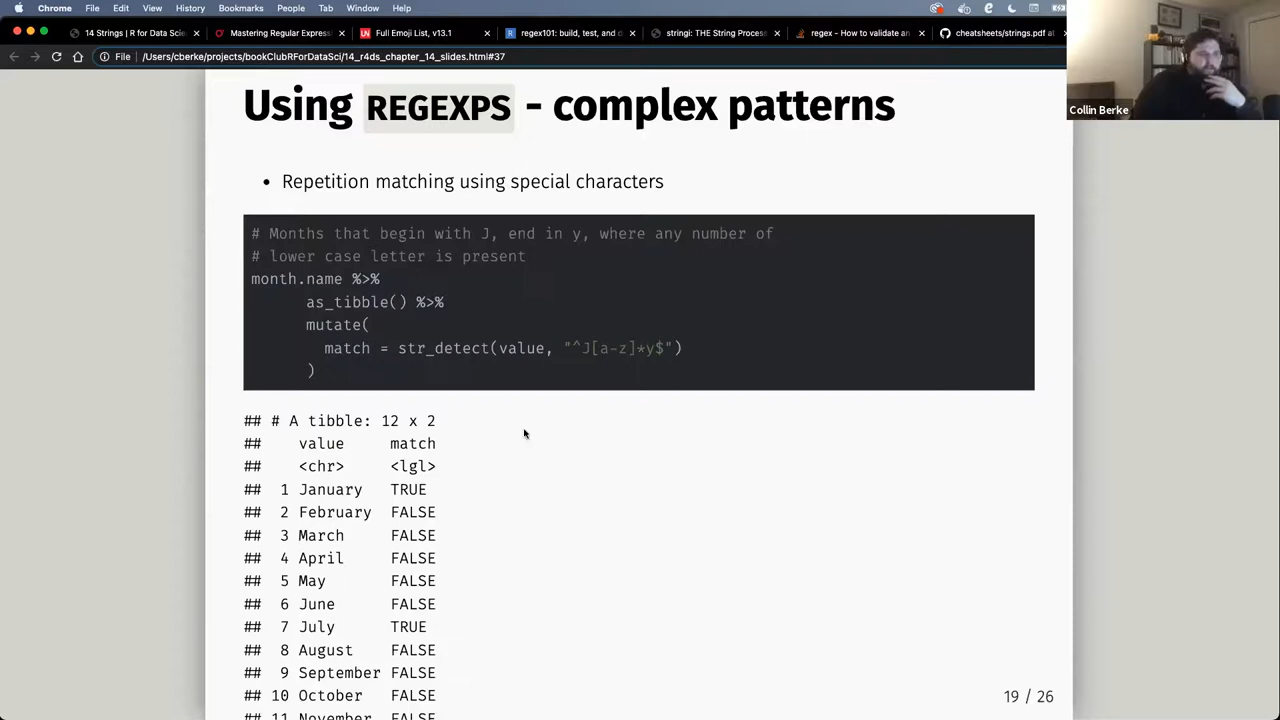 Chrome File Edit View History Bookmarks People Tab Window Help
14 Strings | R for Data Scien
Mastering Regular Express
Full Emoji List, v13.1
regex101: build, test, and d
stringi: THE String Process
regex - How to validate an
cheatsheets/strings.pdf at
File /Users/cberke/projects/bookClubRForDataSci/14_r4ds_chapter_14_slides.html#37
Collin Berke
Using REGEXPS - complex patterns
• Repetition matching using special characters
# Months that begin with J, end in y, where any number of
# lower case letter is present
month.name %>%
as_tibble() %>%
mutate(
match = str_detect(value, "^J[a-z]*y$")
)
## # A tibble: 12 x 2
## value match
## <chr> <lgl>
## 1 January TRUE
## 2 February FALSE
## 3 March FALSE
## 4 April FALSE
## 5 May FALSE
## 6 June FALSE
## 7 July TRUE
## 8 August FALSE
## 9 September FALSE
## 10 October FALSE
## 11 November FALSE
19 / 26